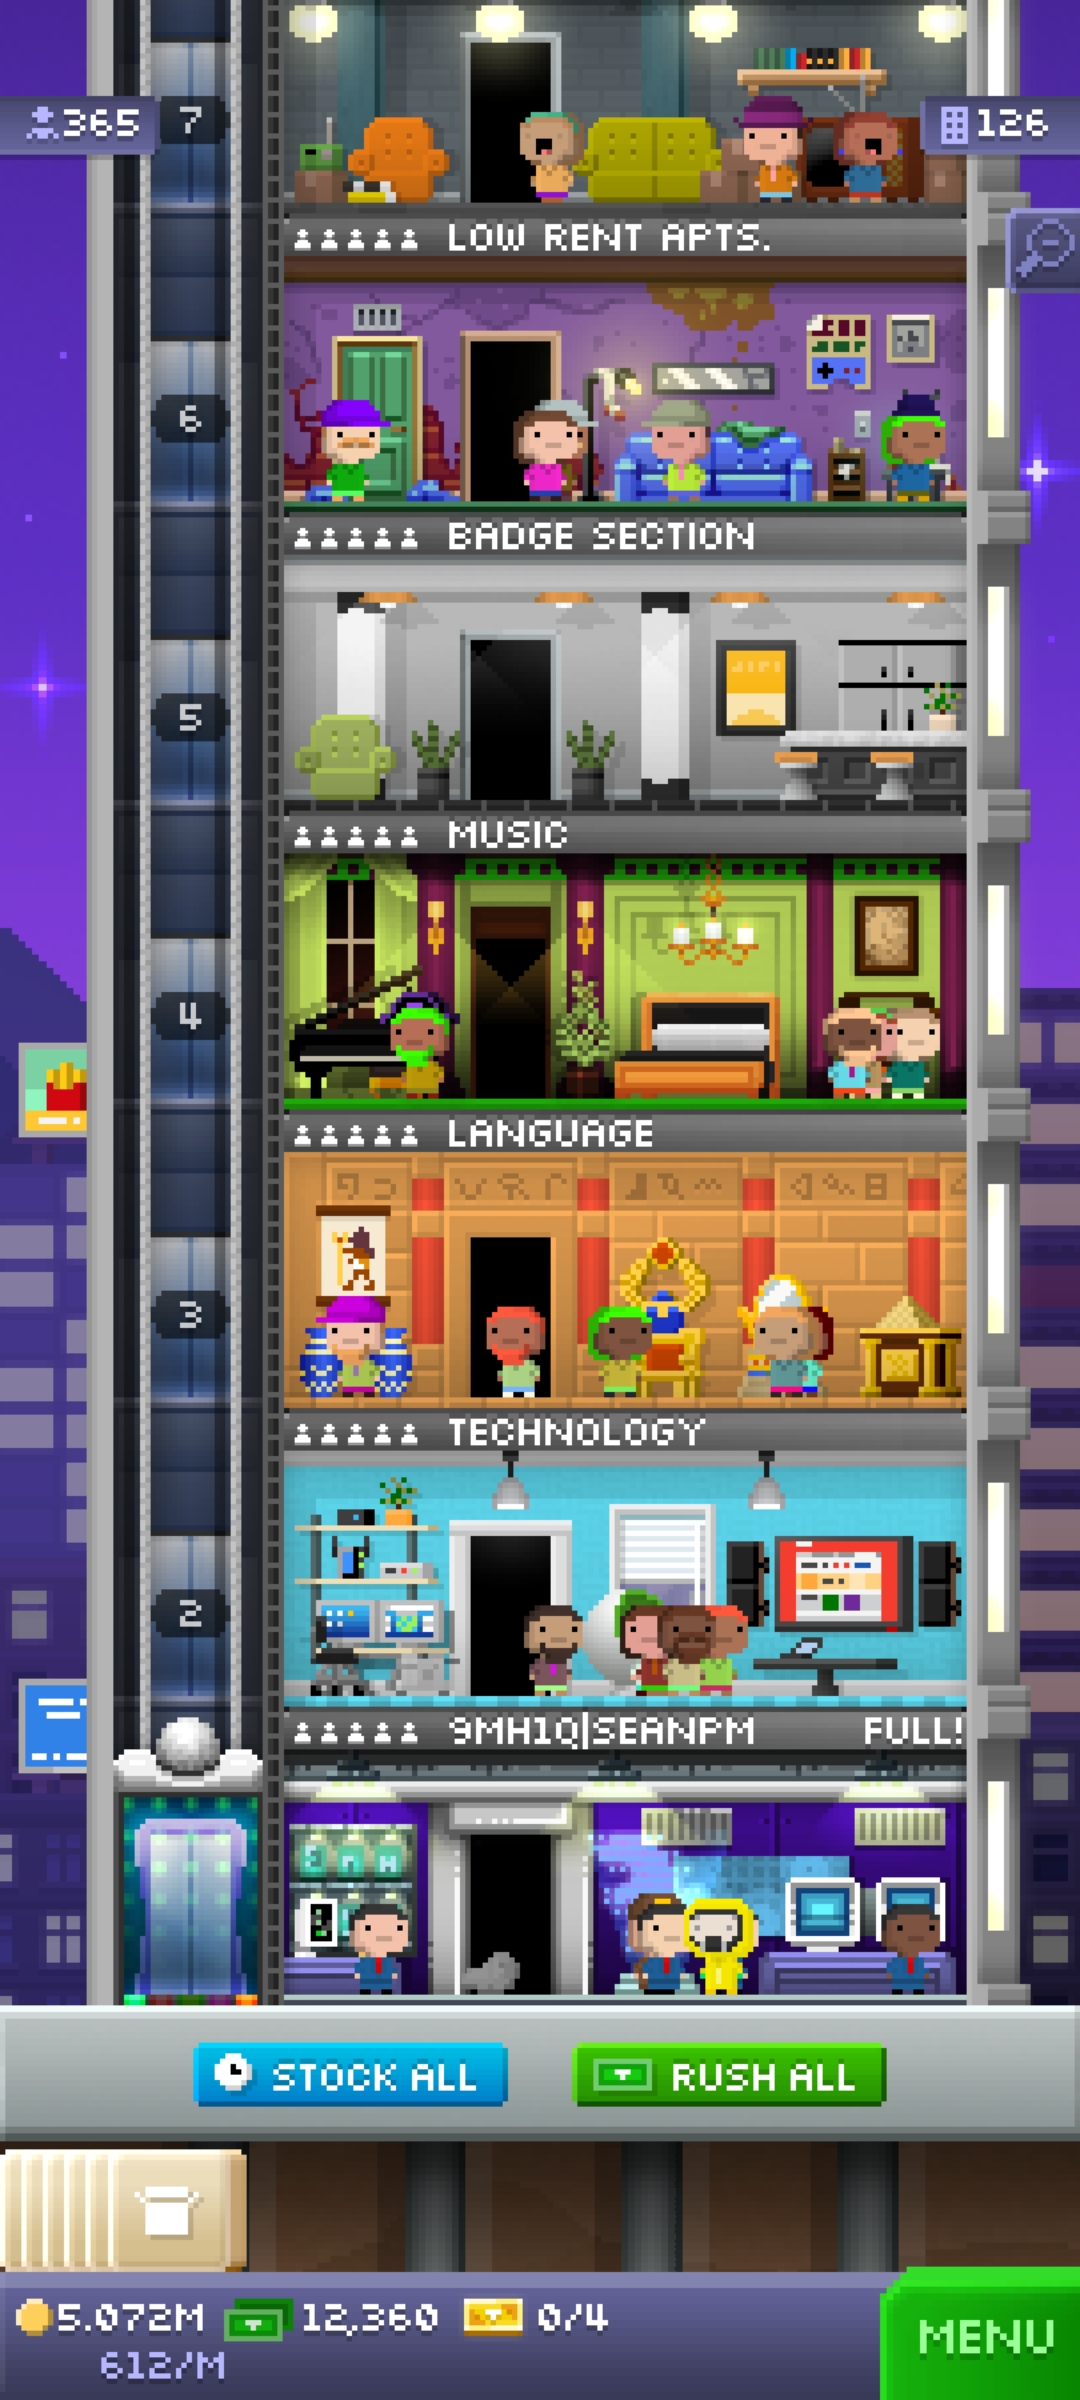 7
365
126
LOW RENT APTS.
6
BADGE SECTION
5
MUSIC
4
LANGUAGE
3
TECHNOLOGY
2
9MH1Q|SEANPM FULL!
STOCK ALL
RUSH ALL
5.072M
12,360
0/4
612/M
MENU